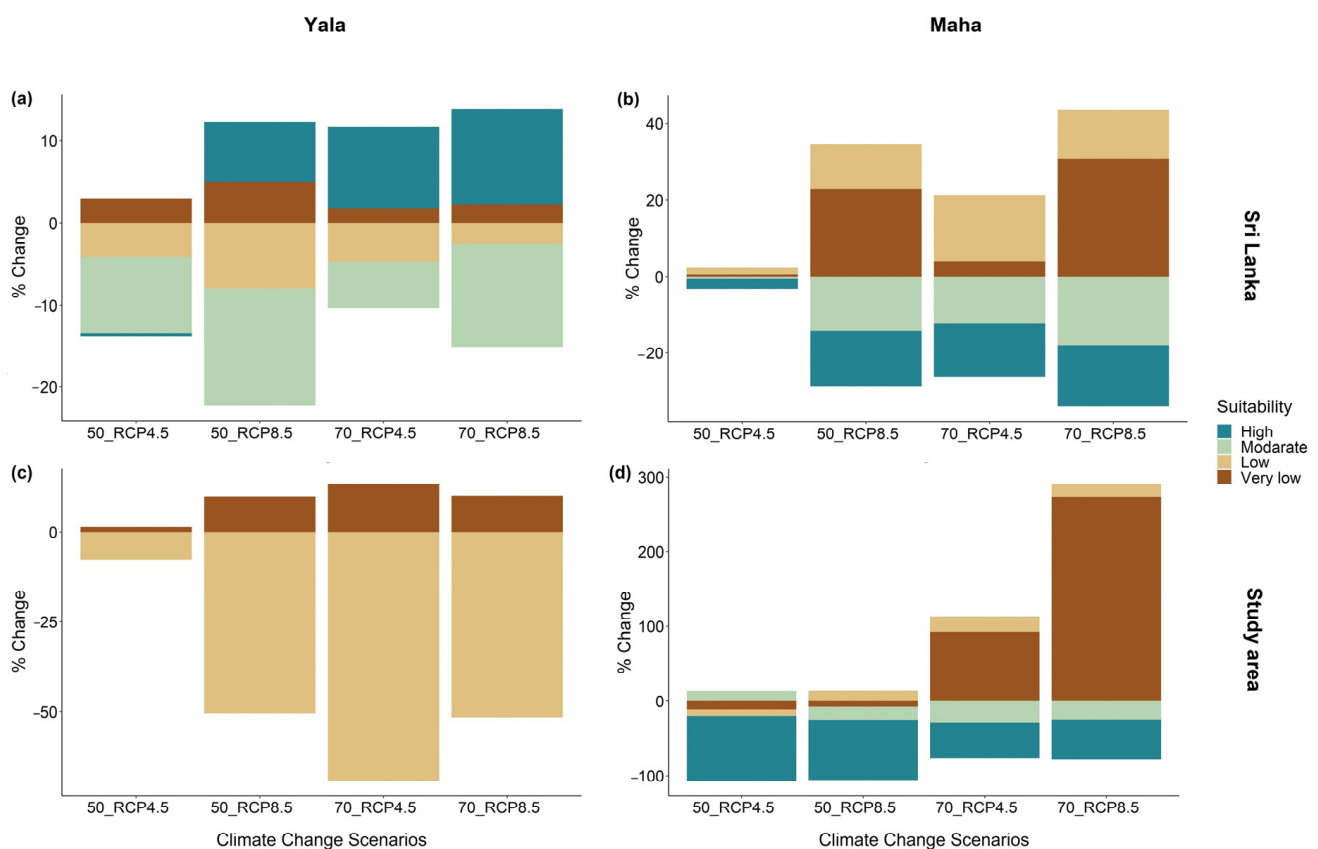 Yala
Maha
(a)
% Change
10
0
−10
−20
50_RCP4.5
50_RCP8.5
70_RCP4.5
70_RCP8.5
(b)
% Change
40
20
0
−20
50_RCP4.5
50_RCP8.5
70_RCP4.5
70_RCP8.5
Sri Lanka
Suitability
High
Modarate
Low
Very low
(c)
% Change
0
−25
−50
50_RCP4.5
50_RCP8.5
70_RCP4.5
70_RCP8.5
Climate Change Scenarios
(d)
% Change
300
200
100
0
−100
50_RCP4.5
50_RCP8.5
70_RCP4.5
70_RCP8.5
Climate Change Scenarios
Study area